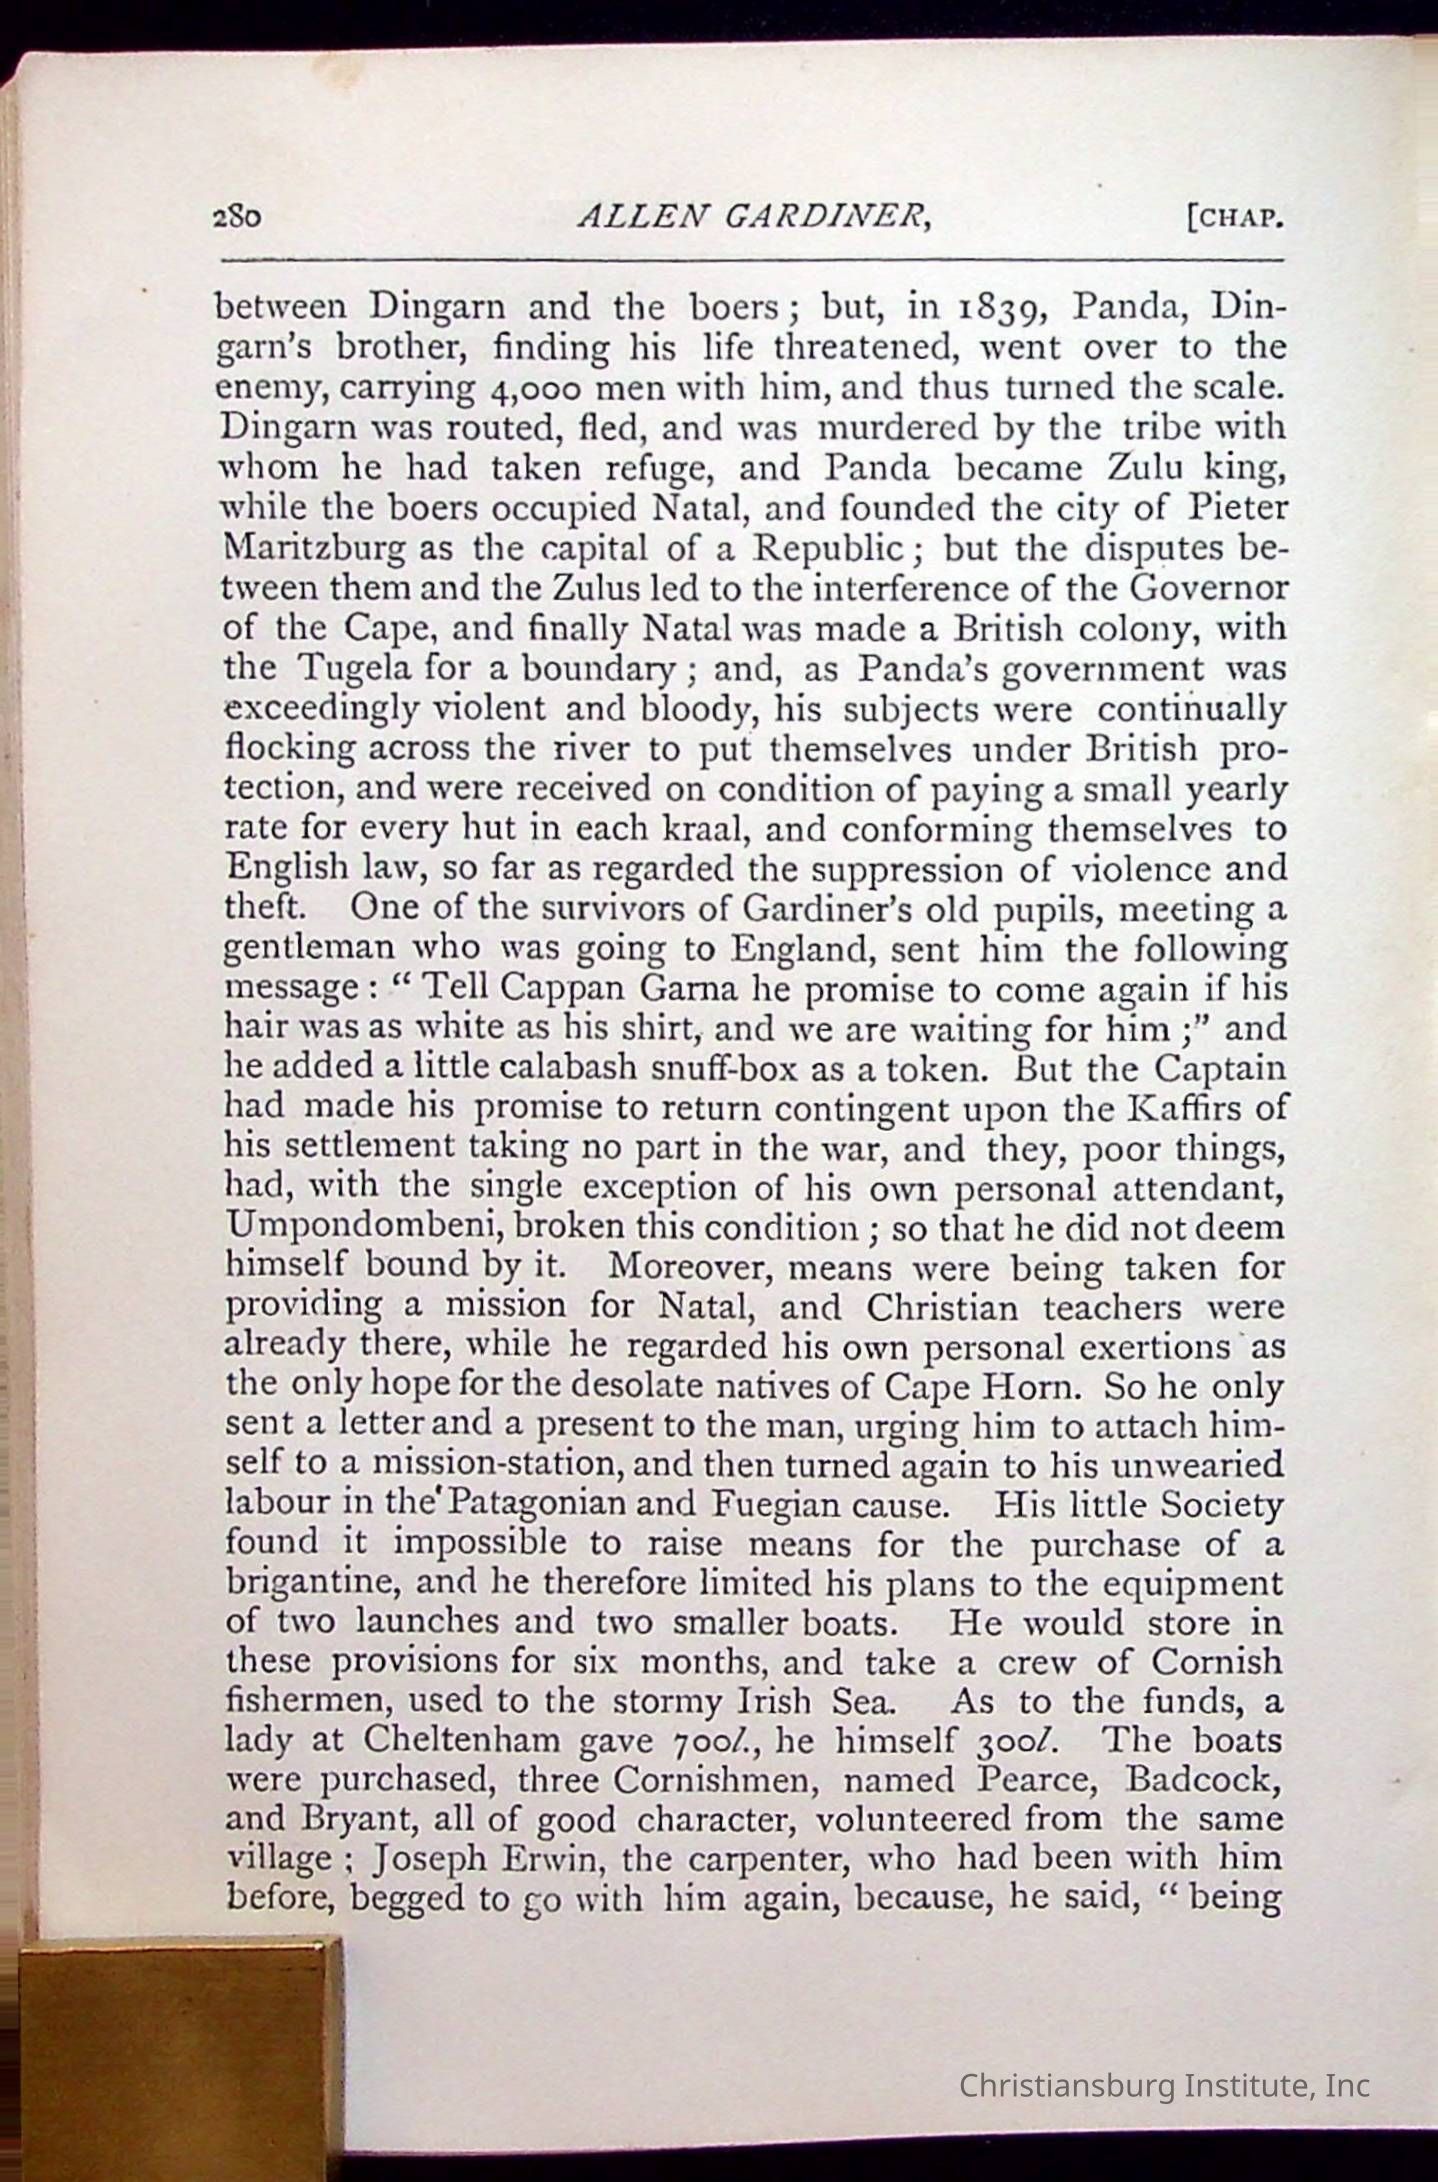 280 ALLEN GARDINER, [CHAP.
between Dingarn and the boers; but, in 1839, Panda, Din-
garn's brother, finding his life threatened, went over to the
enemy, carrying 4,000 men with him, and thus turned the scale.
Dingarn was routed, fled, and was murdered by the tribe with
whom he had taken refuge, and Panda became Zulu king,
while the boers occupied Natal, and founded the city of Pieter
Maritzburg as the capital of a Republic; but the disputes be-
tween them and the Zulus led to the interference of the Governor
of the Cape, and finally Natal was made a British colony, with
the Tugela for a boundary; and, as Panda's government was
exceedingly violent and bloody, his subjects were continually
flocking across the river to put themselves under British pro-
tection, and were received on condition of paying a small yearly
rate for every hut in each kraal, and conforming themselves to
English law, so far as regarded the suppression of violence and
theft. One of the survivors of Gardiner's old pupils, meeting a
gentleman who was going to England, sent him the following
message: "Tell Cappan Garna he promise to come again if his
hair was as white as his shirt, and we are waiting for him;" and
he added a little calabash snuff-box as a token. But the Captain
had made his promise to return contingent upon the Kaffirs of
his settlement taking no part in the war, and they, poor things,
had, with the single exception of his own personal attendant,
Umpondombeni, broken this condition; so that he did not deem
himself bound by it. Moreover, means were being taken for
providing a mission for Natal, and Christian teachers were
already there, while he regarded his own personal exertions as
the only hope for the desolate natives of Cape Horn. So he only
sent a letter and a present to the man, urging him to attach him-
self to a mission-station, and then turned again to his unwearied
labour in the Patagonian and Fuegian cause. His little Society
found it impossible to raise means for the purchase of a
brigantine, and he therefore limited his plans to the equipment
of two launches and two smaller boats. He would store in
these provisions for six months, and take a crew of Cornish
fishermen, used to the stormy Irish Sea. As to the funds, a
lady at Cheltenham gave 700l., he himself 300l. The boats
were purchased, three Cornishmen, named Pearce, Badcock,
and Bryant, all of good character, volunteered from the same
village; Joseph Erwin, the carpenter, who had been with him
before, begged to go with him again, because, he said, "being
Christiansburg Institute, Inc